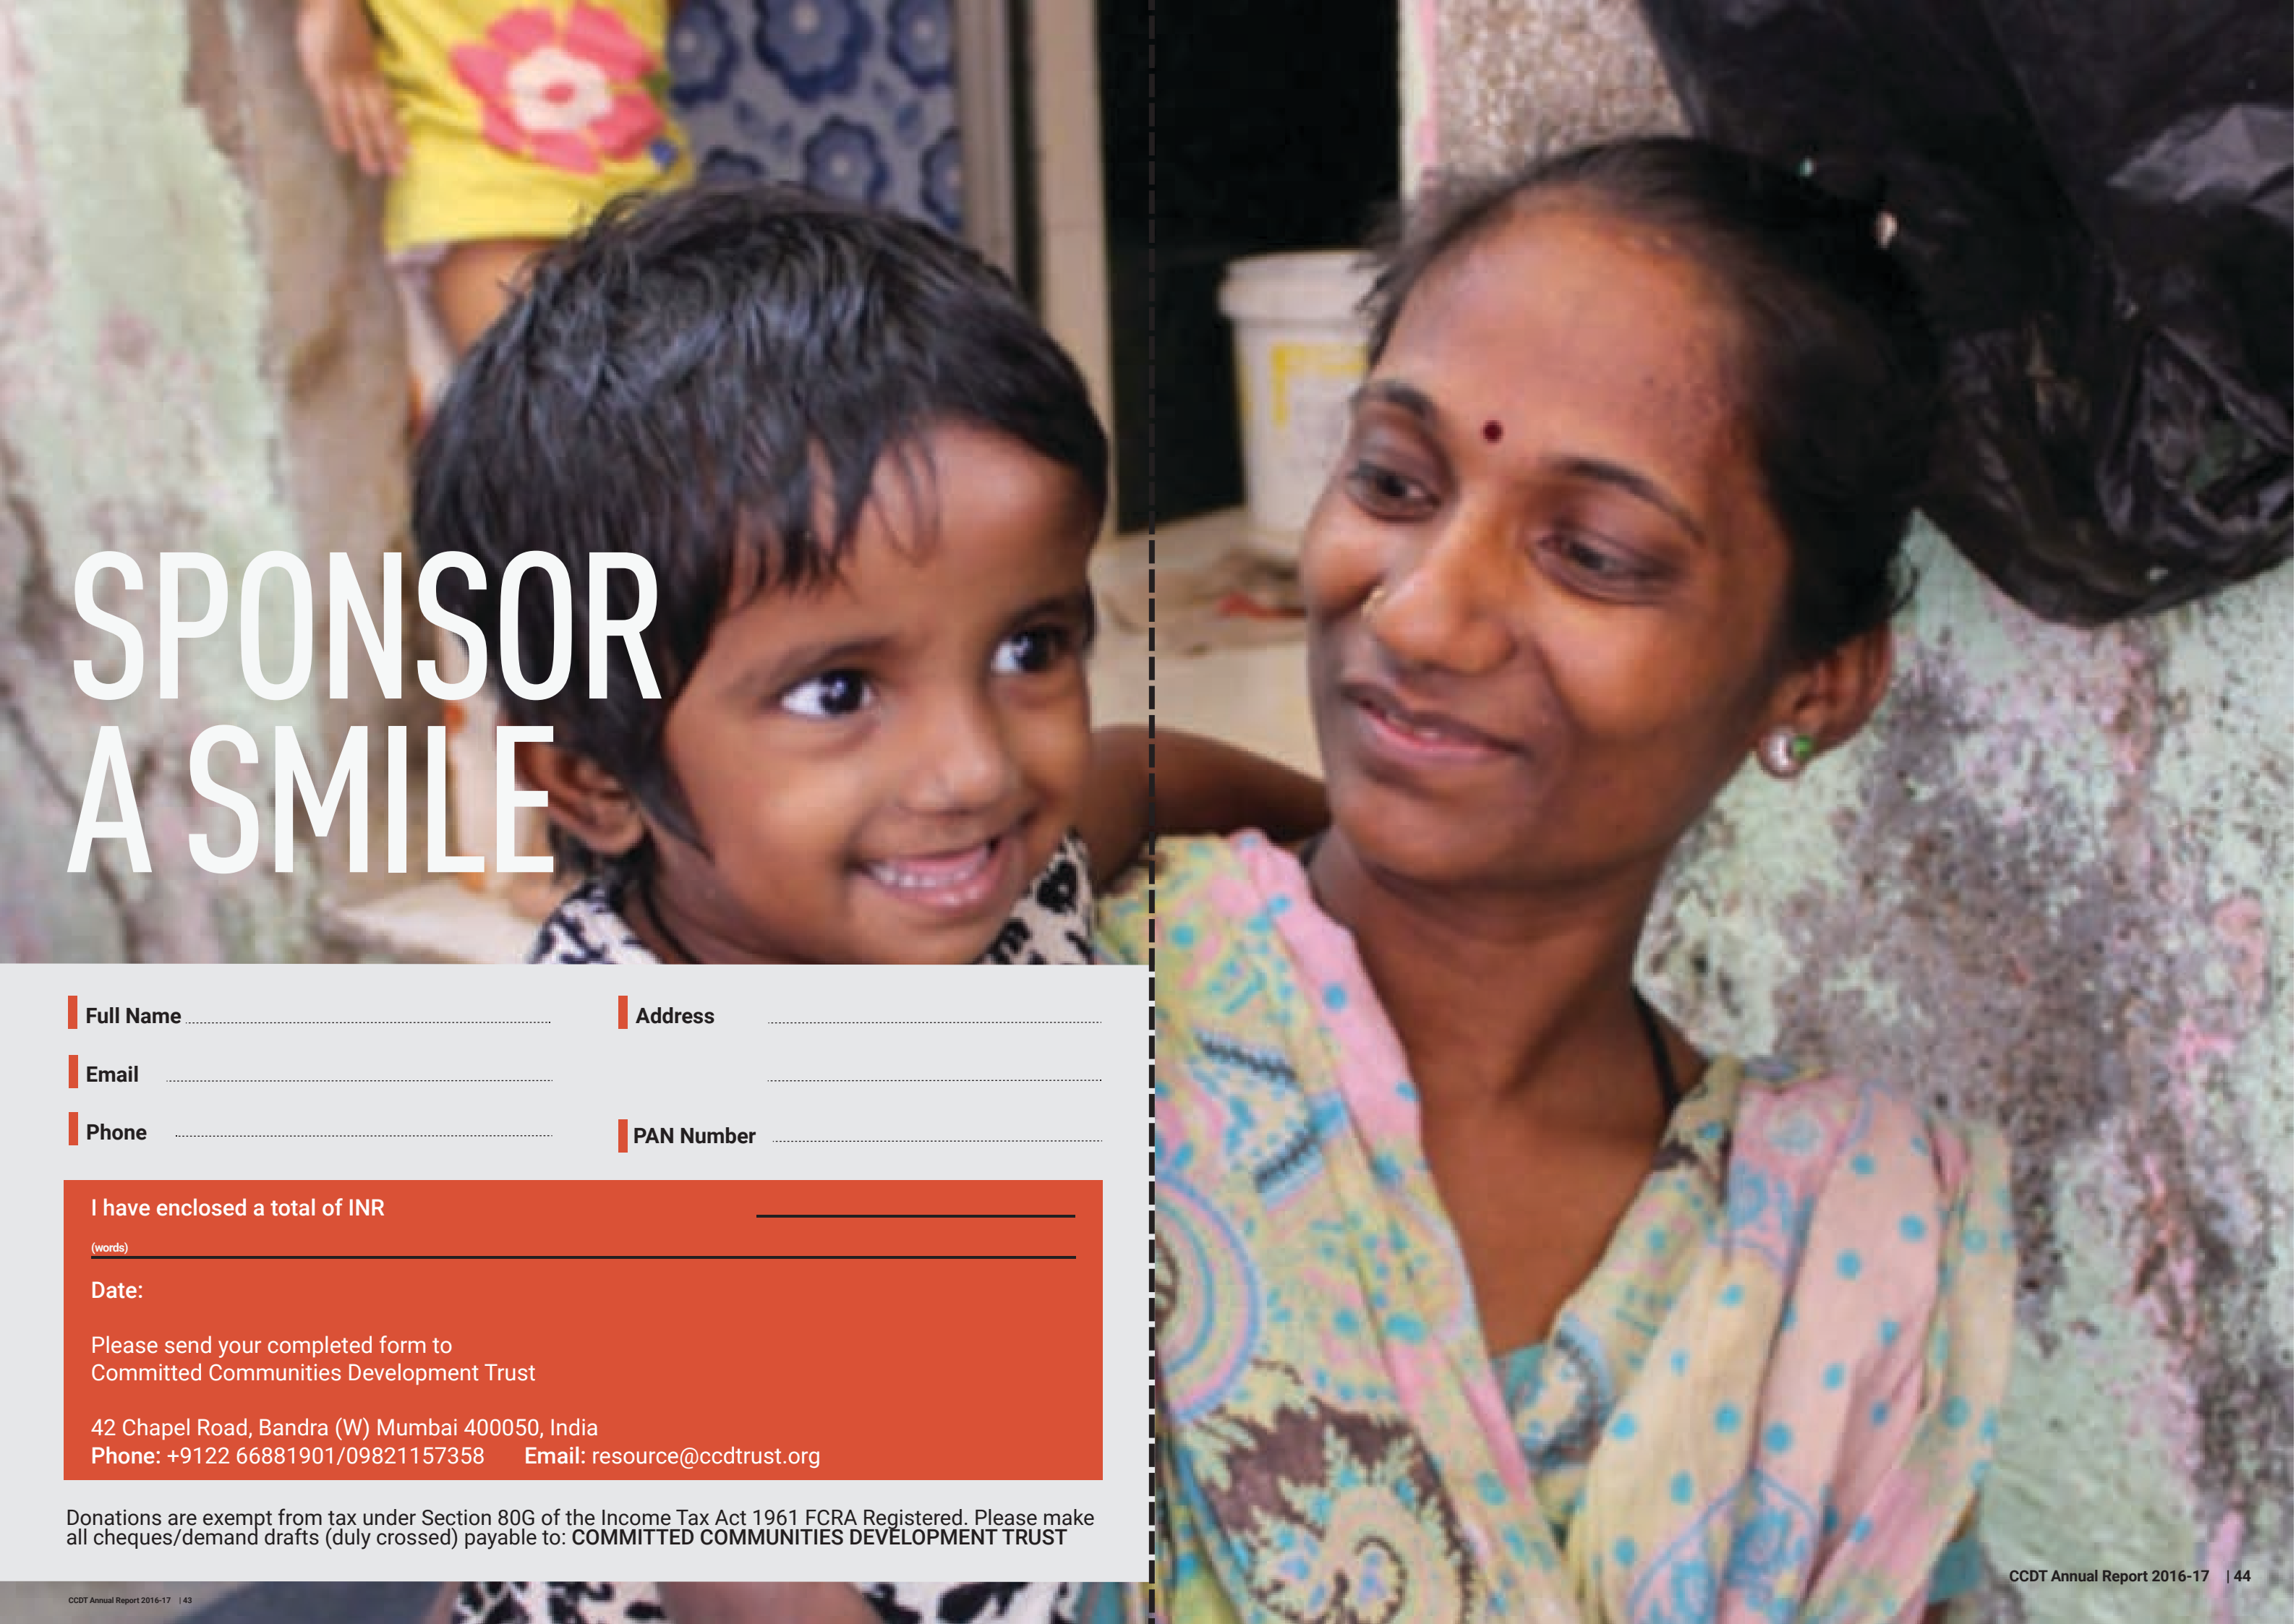 SPONSOR
A SMILE
Full Name
Address
Email
Phone
PAN Number
I have enclosed a total of INR
(words)
Date:
Please send your completed form to
Committed Communities Development Trust
42 Chapel Road, Bandra (W) Mumbai 400050, India
Phone: +9122 66881901/09821157358 Email: resource@ccdtrust.org
Donations are exempt from tax under Section 80G of the Income Tax Act 1961 FCRA Registered. Please make
all cheques/demand drafts (duly crossed) payable to: COMMITTED COMMUNITIES DEVELOPMENT TRUST
CCDT Annual Report 2016-17 | 43
CCDT Annual Report 2016-17 | 44